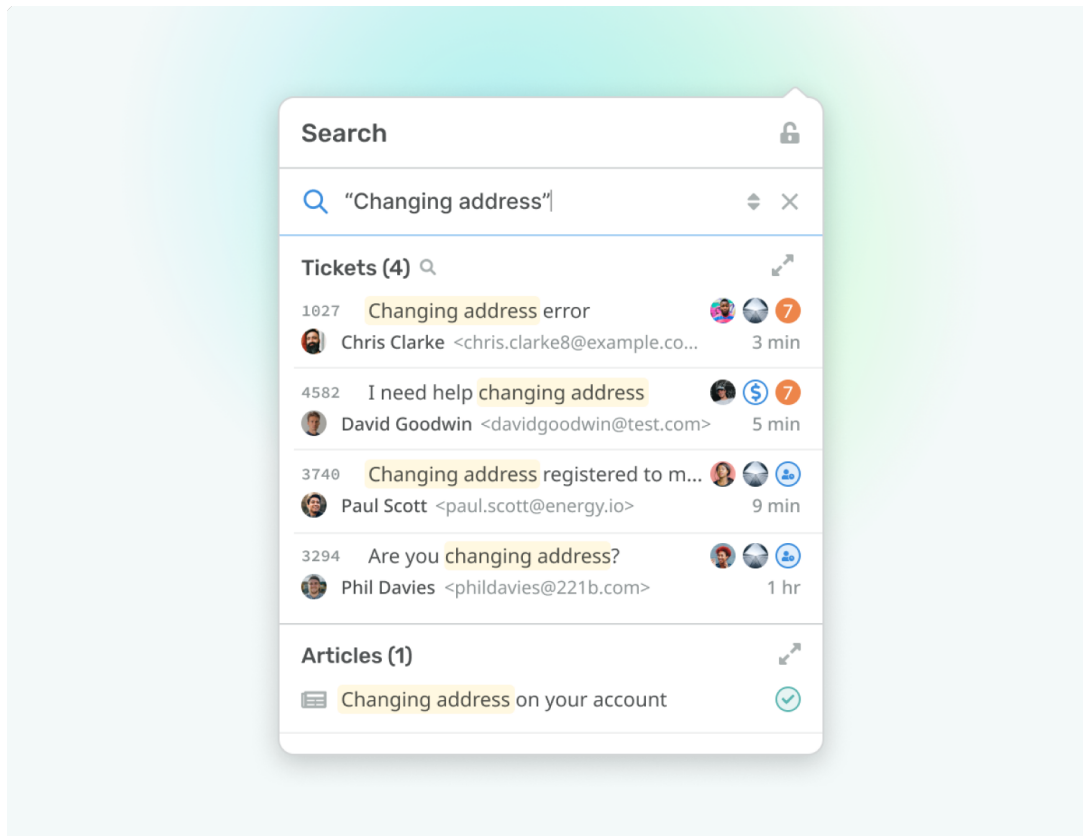 Search
“Changing address”
Tickets (4)
1027 Changing address error 7
Chris Clarke <chris.clarke8@example.co... 3 min
4582 I need help changing address $ 7
David Goodwin <davidgoodwin@test.com> 5 min
3740 Changing address registered to m...
Paul Scott <paul.scott@energy.io> 9 min
3294 Are you changing address?
Phil Davies <phildavies@221b.com> 1 hr
Articles (1)
Changing address on your account